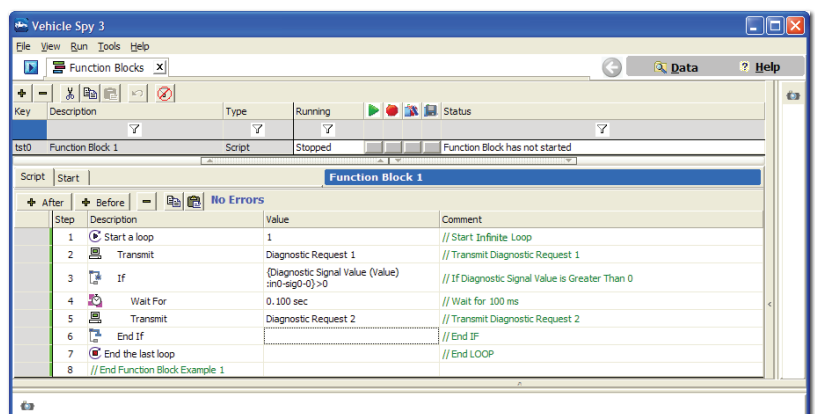 Vehicle Spy 3
File View Run Tools Help
Function Blocks X
Data ? Help
Key Description Type Running Status
tst0 Function Block 1 Script Stopped Function Block has not started
Script Start Function Block 1
After Before No Errors
Step Description Value Comment
1 Start a loop 1 // Start Infinite Loop
2 Transmit Diagnostic Request 1 // Transmit Diagnostic Request 1
3 If {Diagnostic Signal Value (Value) // If Diagnostic Signal Value is Greater Than 0
:in0-sig0-0} >0
4 Wait For 0.100 sec // Wait for 100 ms
5 Transmit Diagnostic Request 2 // Transmit Diagnostic Request 2
6 End If // End IF
7 End the last loop // End LOOP
8 // End Function Block Example 1